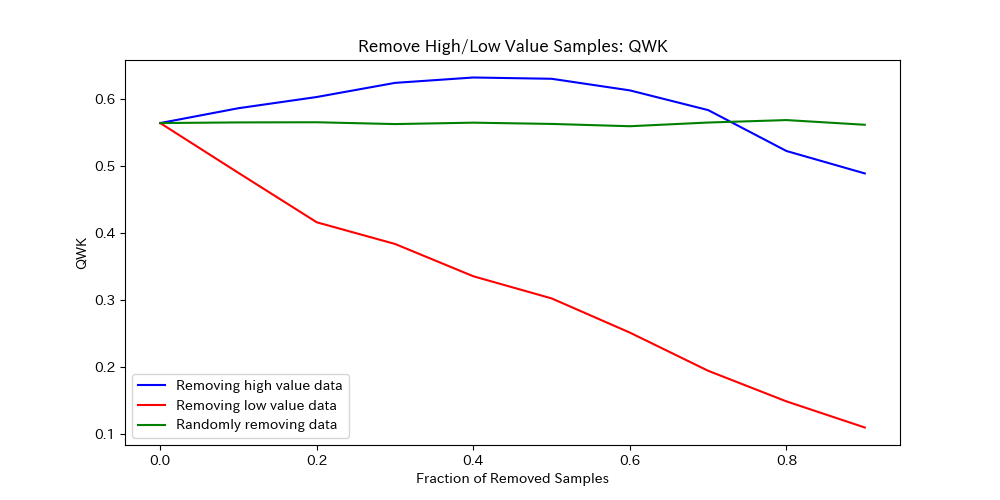 Remove High/Low Value Samples: QWK
QWK
0.6
0.5
0.4
0.3
0.2
0.1
Removing high value data
Removing low value data
Randomly removing data
0.0 0.2 0.4 0.6 0.8
Fraction of Removed Samples